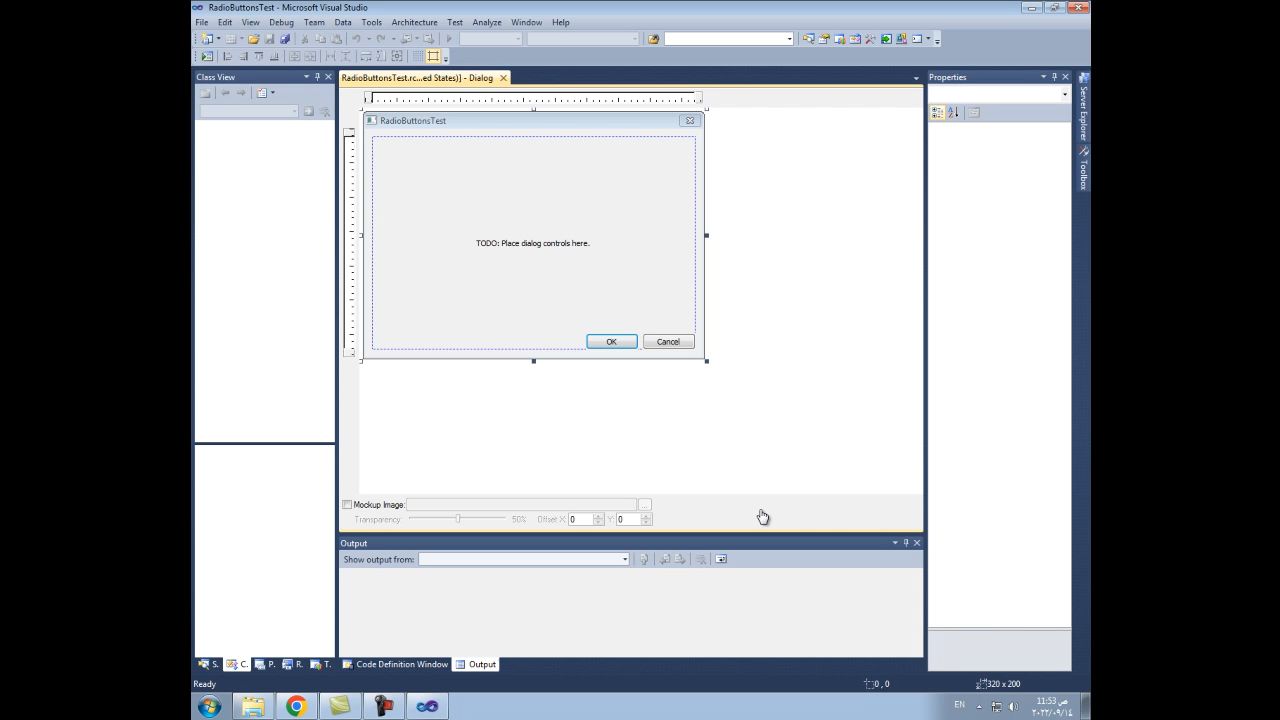 RadioButtonsTest - Microsoft Visual Studio
File Edit View Debug Team Data Tools Architecture Test Analyze Window Help
Class View
RadioButtonsTest.rc...ed States)] - Dialog
Properties
RadioButtonsTest
Server Explorer
Toolbox
TODO: Place dialog controls here.
OK Cancel
Mockup Image: ...
Transparency: 50% Offset X: 0 Y: 0
Output
Show output from:
S. C. P. R. T. Code Definition Window Output
Ready 0 , 0 320 x 200
EN 11:53 ص
٢٠٢٢/٠٩/١٤